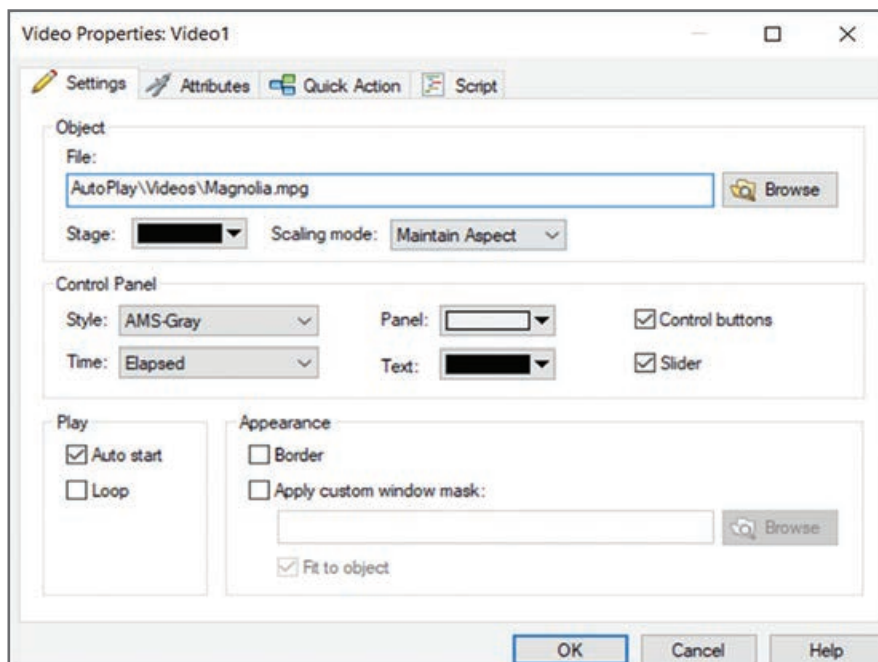 Video Properties: Video1
Settings Attributes Quick Action Script
Object
File:
AutoPlay\Videos\Magnolia.mpg Browse
Stage: Scaling mode: Maintain Aspect
Control Panel
Style: AMS-Gray Panel: Control buttons
Time: Elapsed Text: Slider
Play Appearance
Auto start Border
Loop Apply custom window mask:
Browse
Fit to object
OK Cancel Help